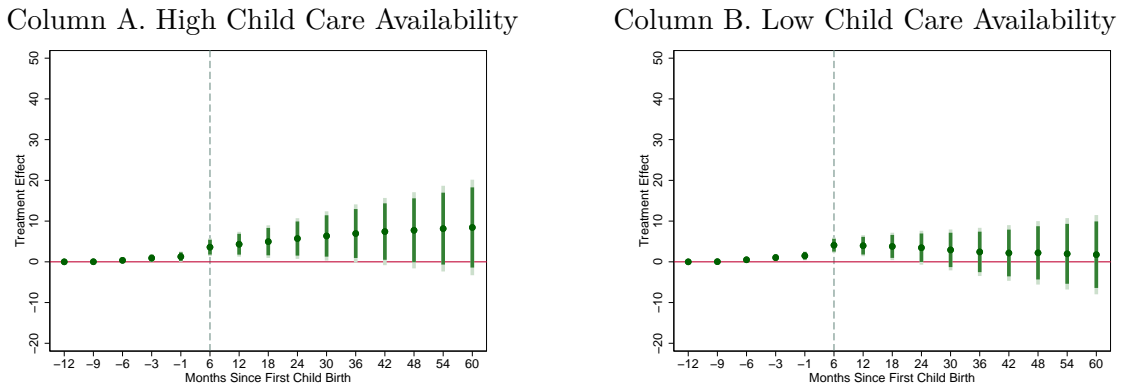 Column A. High Child Care Availability
Treatment Effect
50
40
30
20
10
0
−10
−20
−12 −9 −6 −3 −1 6 12 18 24 30 36 42 48 54 60
Months Since First Child Birth
Column B. Low Child Care Availability
Treatment Effect
50
40
30
20
10
0
−10
−20
−12 −9 −6 −3 −1 6 12 18 24 30 36 42 48 54 60
Months Since First Child Birth